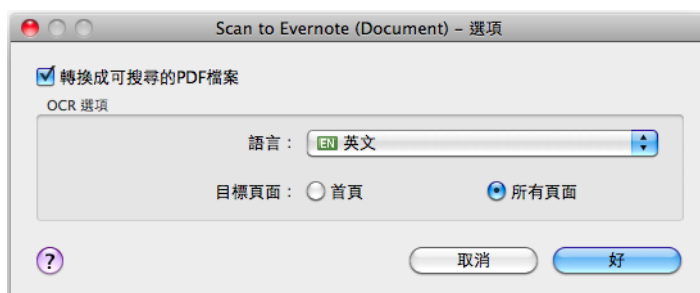 Scan to Evernote (Document) – 選項
轉換成可搜尋的PDF檔案
OCR 選項
語言： EN 英文
目標頁面： 首頁 所有頁面
? 取消 好